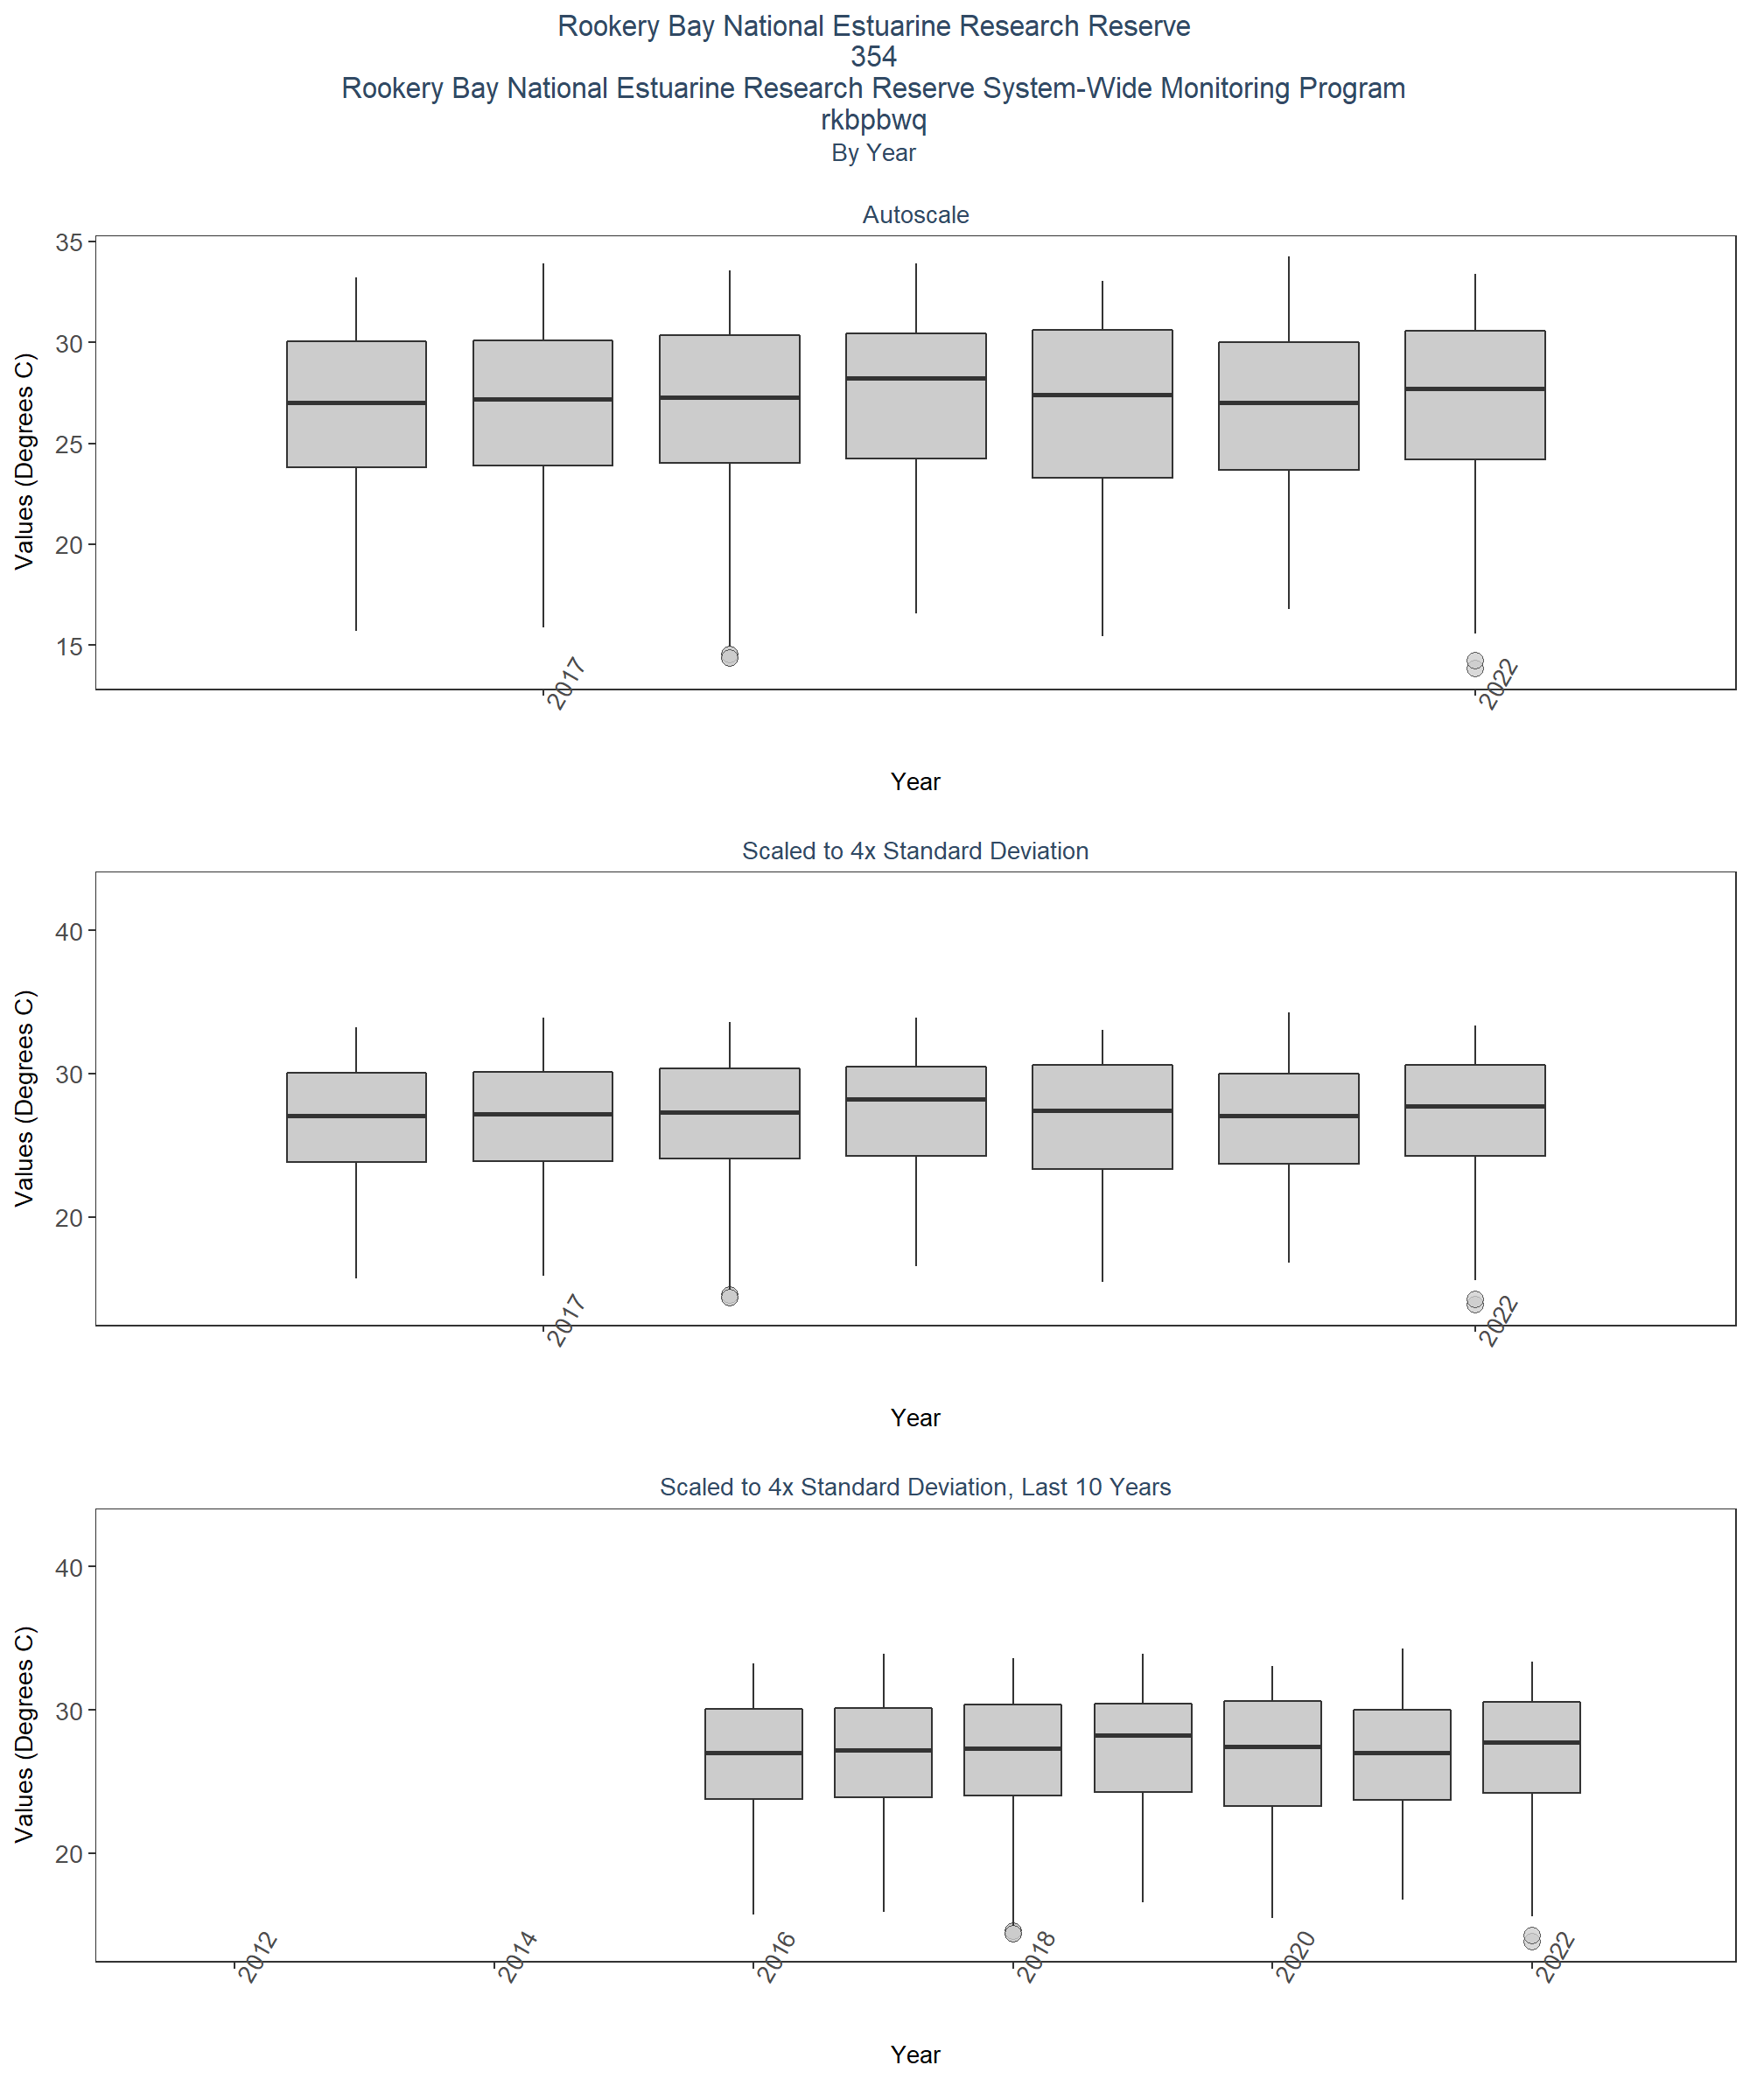 Rookery Bay National Estuarine Research Reserve
354
Rookery Bay National Estuarine Research Reserve System-Wide Monitoring Program
rkbpbwq
By Year
Autoscale
Values (Degrees C)
35
30
25
20
15
2017
2022
Year
Scaled to 4x Standard Deviation
Values (Degrees C)
40
30
20
2017
2022
Year
Scaled to 4x Standard Deviation, Last 10 Years
Values (Degrees C)
40
30
20
2012
2014
2016
2018
2020
2022
Year